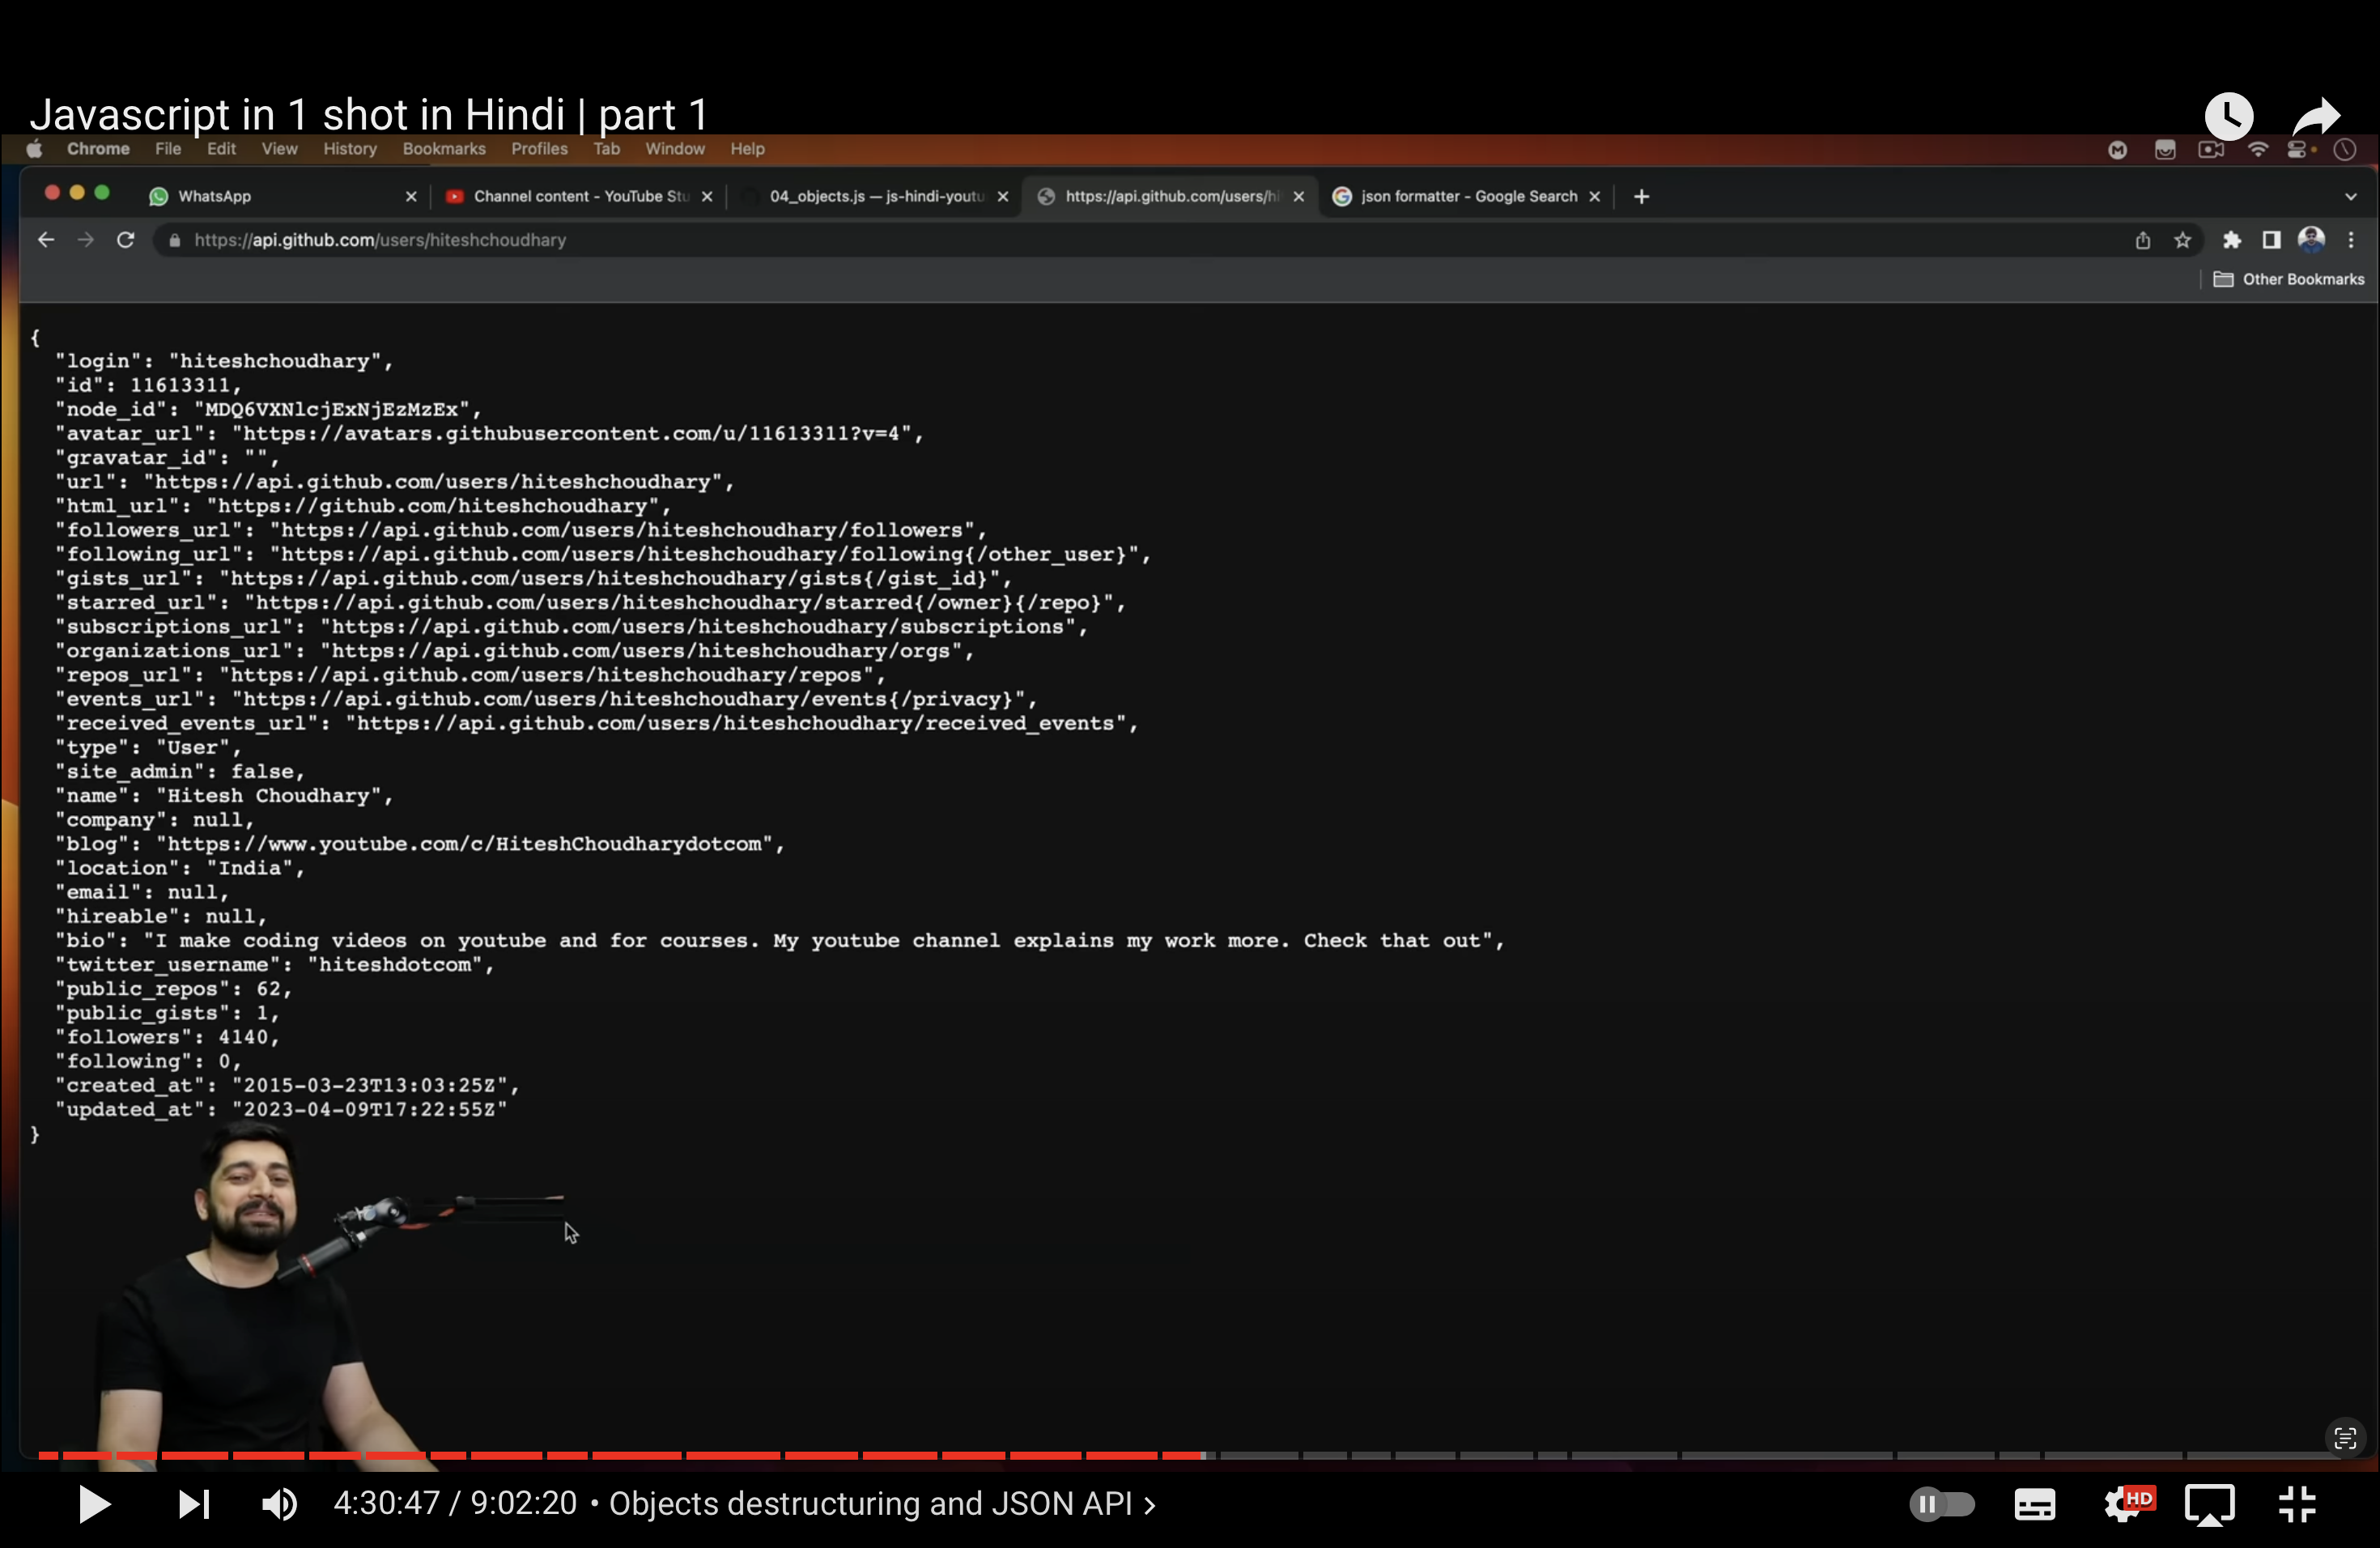 Javascript in 1 shot in Hindi | part 1
Chrome File Edit View History Bookmarks Profiles Tab Window Help
WhatsApp
Channel content - YouTube Stu
04_objects.js — js-hindi-youtu
https://api.github.com/users/hi
json formatter - Google Search
https://api.github.com/users/hiteshchoudhary
Other Bookmarks
{
"login": "hiteshchoudhary",
"id": 11613311,
"node_id": "MDQ6VXNlcjExNjEzMzEx",
"avatar_url": "https://avatars.githubusercontent.com/u/11613311?v=4",
"gravatar_id": "",
"url": "https://api.github.com/users/hiteshchoudhary",
"html_url": "https://github.com/hiteshchoudhary",
"followers_url": "https://api.github.com/users/hiteshchoudhary/followers",
"following_url": "https://api.github.com/users/hiteshchoudhary/following{/other_user}",
"gists_url": "https://api.github.com/users/hiteshchoudhary/gists{/gist_id}",
"starred_url": "https://api.github.com/users/hiteshchoudhary/starred{/owner}{/repo}",
"subscriptions_url": "https://api.github.com/users/hiteshchoudhary/subscriptions",
"organizations_url": "https://api.github.com/users/hiteshchoudhary/orgs",
"repos_url": "https://api.github.com/users/hiteshchoudhary/repos",
"events_url": "https://api.github.com/users/hiteshchoudhary/events{/privacy}",
"received_events_url": "https://api.github.com/users/hiteshchoudhary/received_events",
"type": "User",
"site_admin": false,
"name": "Hitesh Choudhary",
"company": null,
"blog": "https://www.youtube.com/c/HiteshChoudharydotcom",
"location": "India",
"email": null,
"hireable": null,
"bio": "I make coding videos on youtube and for courses. My youtube channel explains my work more. Check that out",
"twitter_username": "hiteshdotcom",
"public_repos": 62,
"public_gists": 1,
"followers": 4140,
"following": 0,
"created_at": "2015-03-23T13:03:25Z",
"updated_at": "2023-04-09T17:22:55Z"
}
4:30:47 / 9:02:20 • Objects destructuring and JSON API ›
HD